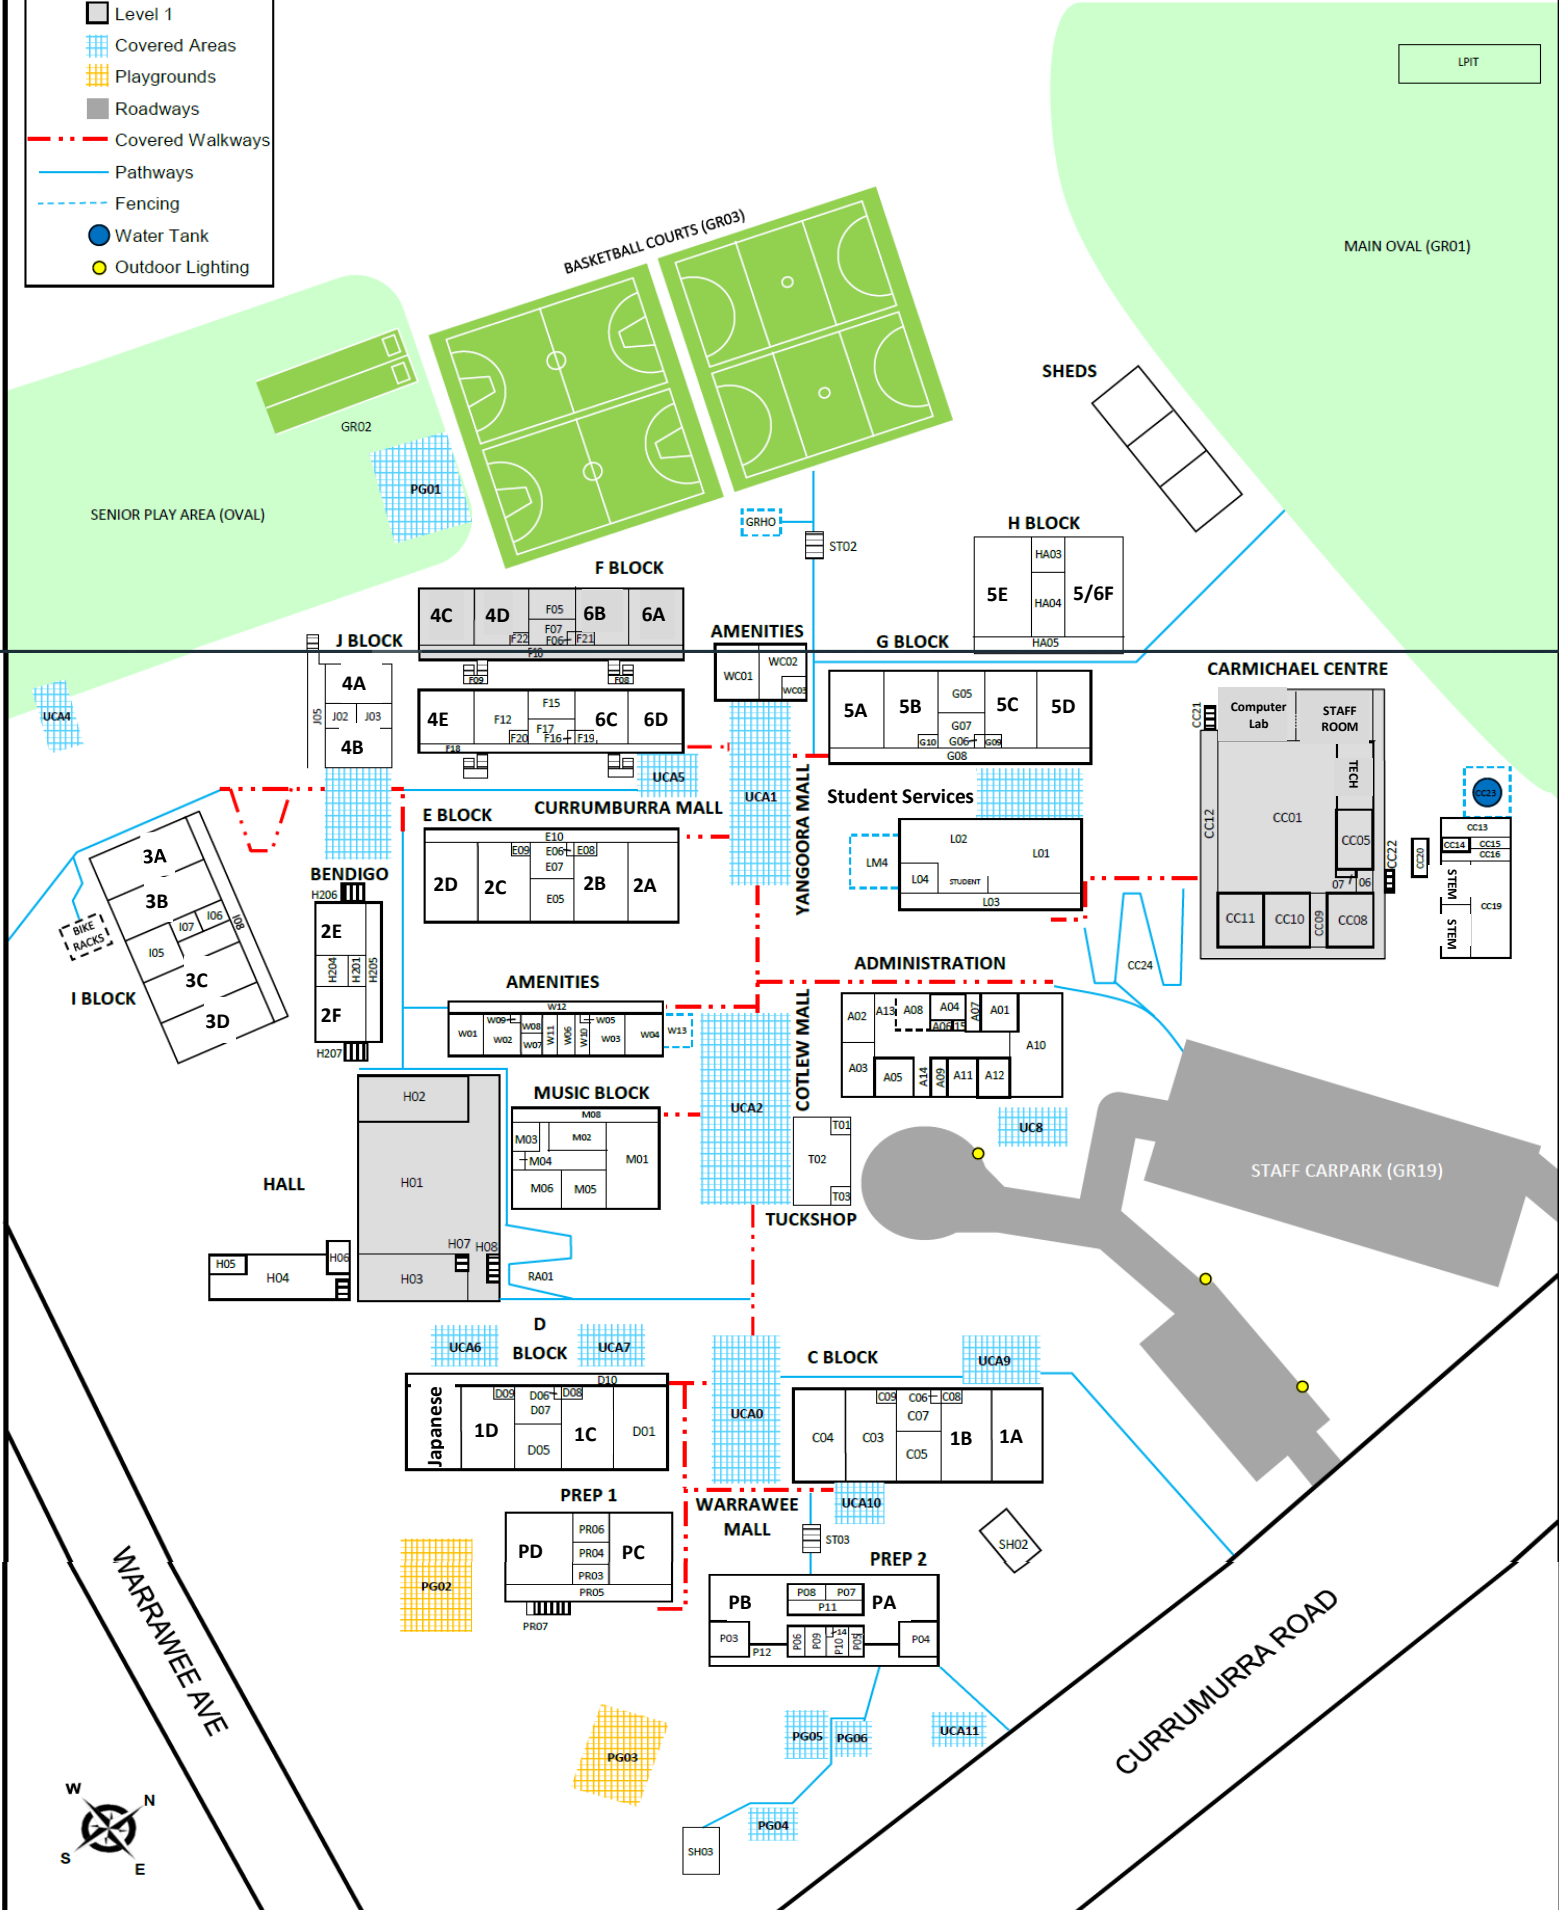 Level 1
Covered Areas
Playgrounds
Roadways
Covered Walkways
Pathways
Fencing
Water Tank
Outdoor Lighting
LPIT
MAIN OVAL (GR01)
BASKETBALL COURTS (GR03)
GR02
PG01
SENIOR PLAY AREA (OVAL)
SHEDS
GRHO
ST02
H BLOCK
5E
HA03
HA04
5/6F
HA05
F BLOCK
4C
4D
F05
F07
F06
F22
F21
6B
6A
F10
F09
F08
J BLOCK
4A
J05
J02
J03
4B
UCA4
4E
F12
F15
F17
F16
F20
F19
6C
6D
F18
UCA5
AMENITIES
WC01
WC02
WC03
G BLOCK
5A
5B
G05
G07
G06
G10
G09
5C
5D
G08
CARMICHAEL CENTRE
CC21
Computer
Lab
STAFF
ROOM
TECH
CC12
CC01
CC05
CC22
07
06
CC11
CC10
CC09
CC08
CC20
CC23
CC13
CC14
CC15
CC16
STEM
STEM
CC19
CC24
UCA1
YANGOORA MALL
CURRUMBURRA MALL
Student Services
LM4
L02
L01
L04
STUDENT
L03
E BLOCK
E10
E09
E06
E08
E07
E05
2D
2C
2B
2A
3A
3B
I07
I06
I08
I05
3C
3D
BIKE
RACKS
I BLOCK
BENDIGO
H206
2E
H204
H201
H205
2F
H207
AMENITIES
W12
W01
W09
W02
W08
W07
W11
W06
W10
W05
W03
W04
W13
ADMINISTRATION
A02
A13
A08
A04
A06
15
A07
A01
A10
A03
A05
A14
A09
A11
A12
COTLEW MALL
UCA2
UC8
MUSIC BLOCK
M08
M03
M02
M04
M01
M06
M05
T01
T02
T03
TUCKSHOP
STAFF CARPARK (GR19)
HALL
H02
H01
H07
H08
H03
H05
H06
H04
RA01
D
BLOCK
UCA6
UCA7
D10
Japanese
D09
D06
D08
D07
D05
1D
1C
D01
UCA0
C BLOCK
UCA9
C04
C03
C09
C06
C08
C07
C05
1B
1A
UCA10
PREP 1
PD
PR06
PR04
PR03
PC
PR05
PR07
PG02
WARRAWEE
MALL
ST03
PREP 2
SH02
PB
P08
P07
P11
PA
P03
P12
P06
P09
14
P10
P05
P04
PG03
PG05
PG06
UCA11
PG04
SH03
WARRAWEE AVE
CURRUMURRA ROAD
W
N
S
E